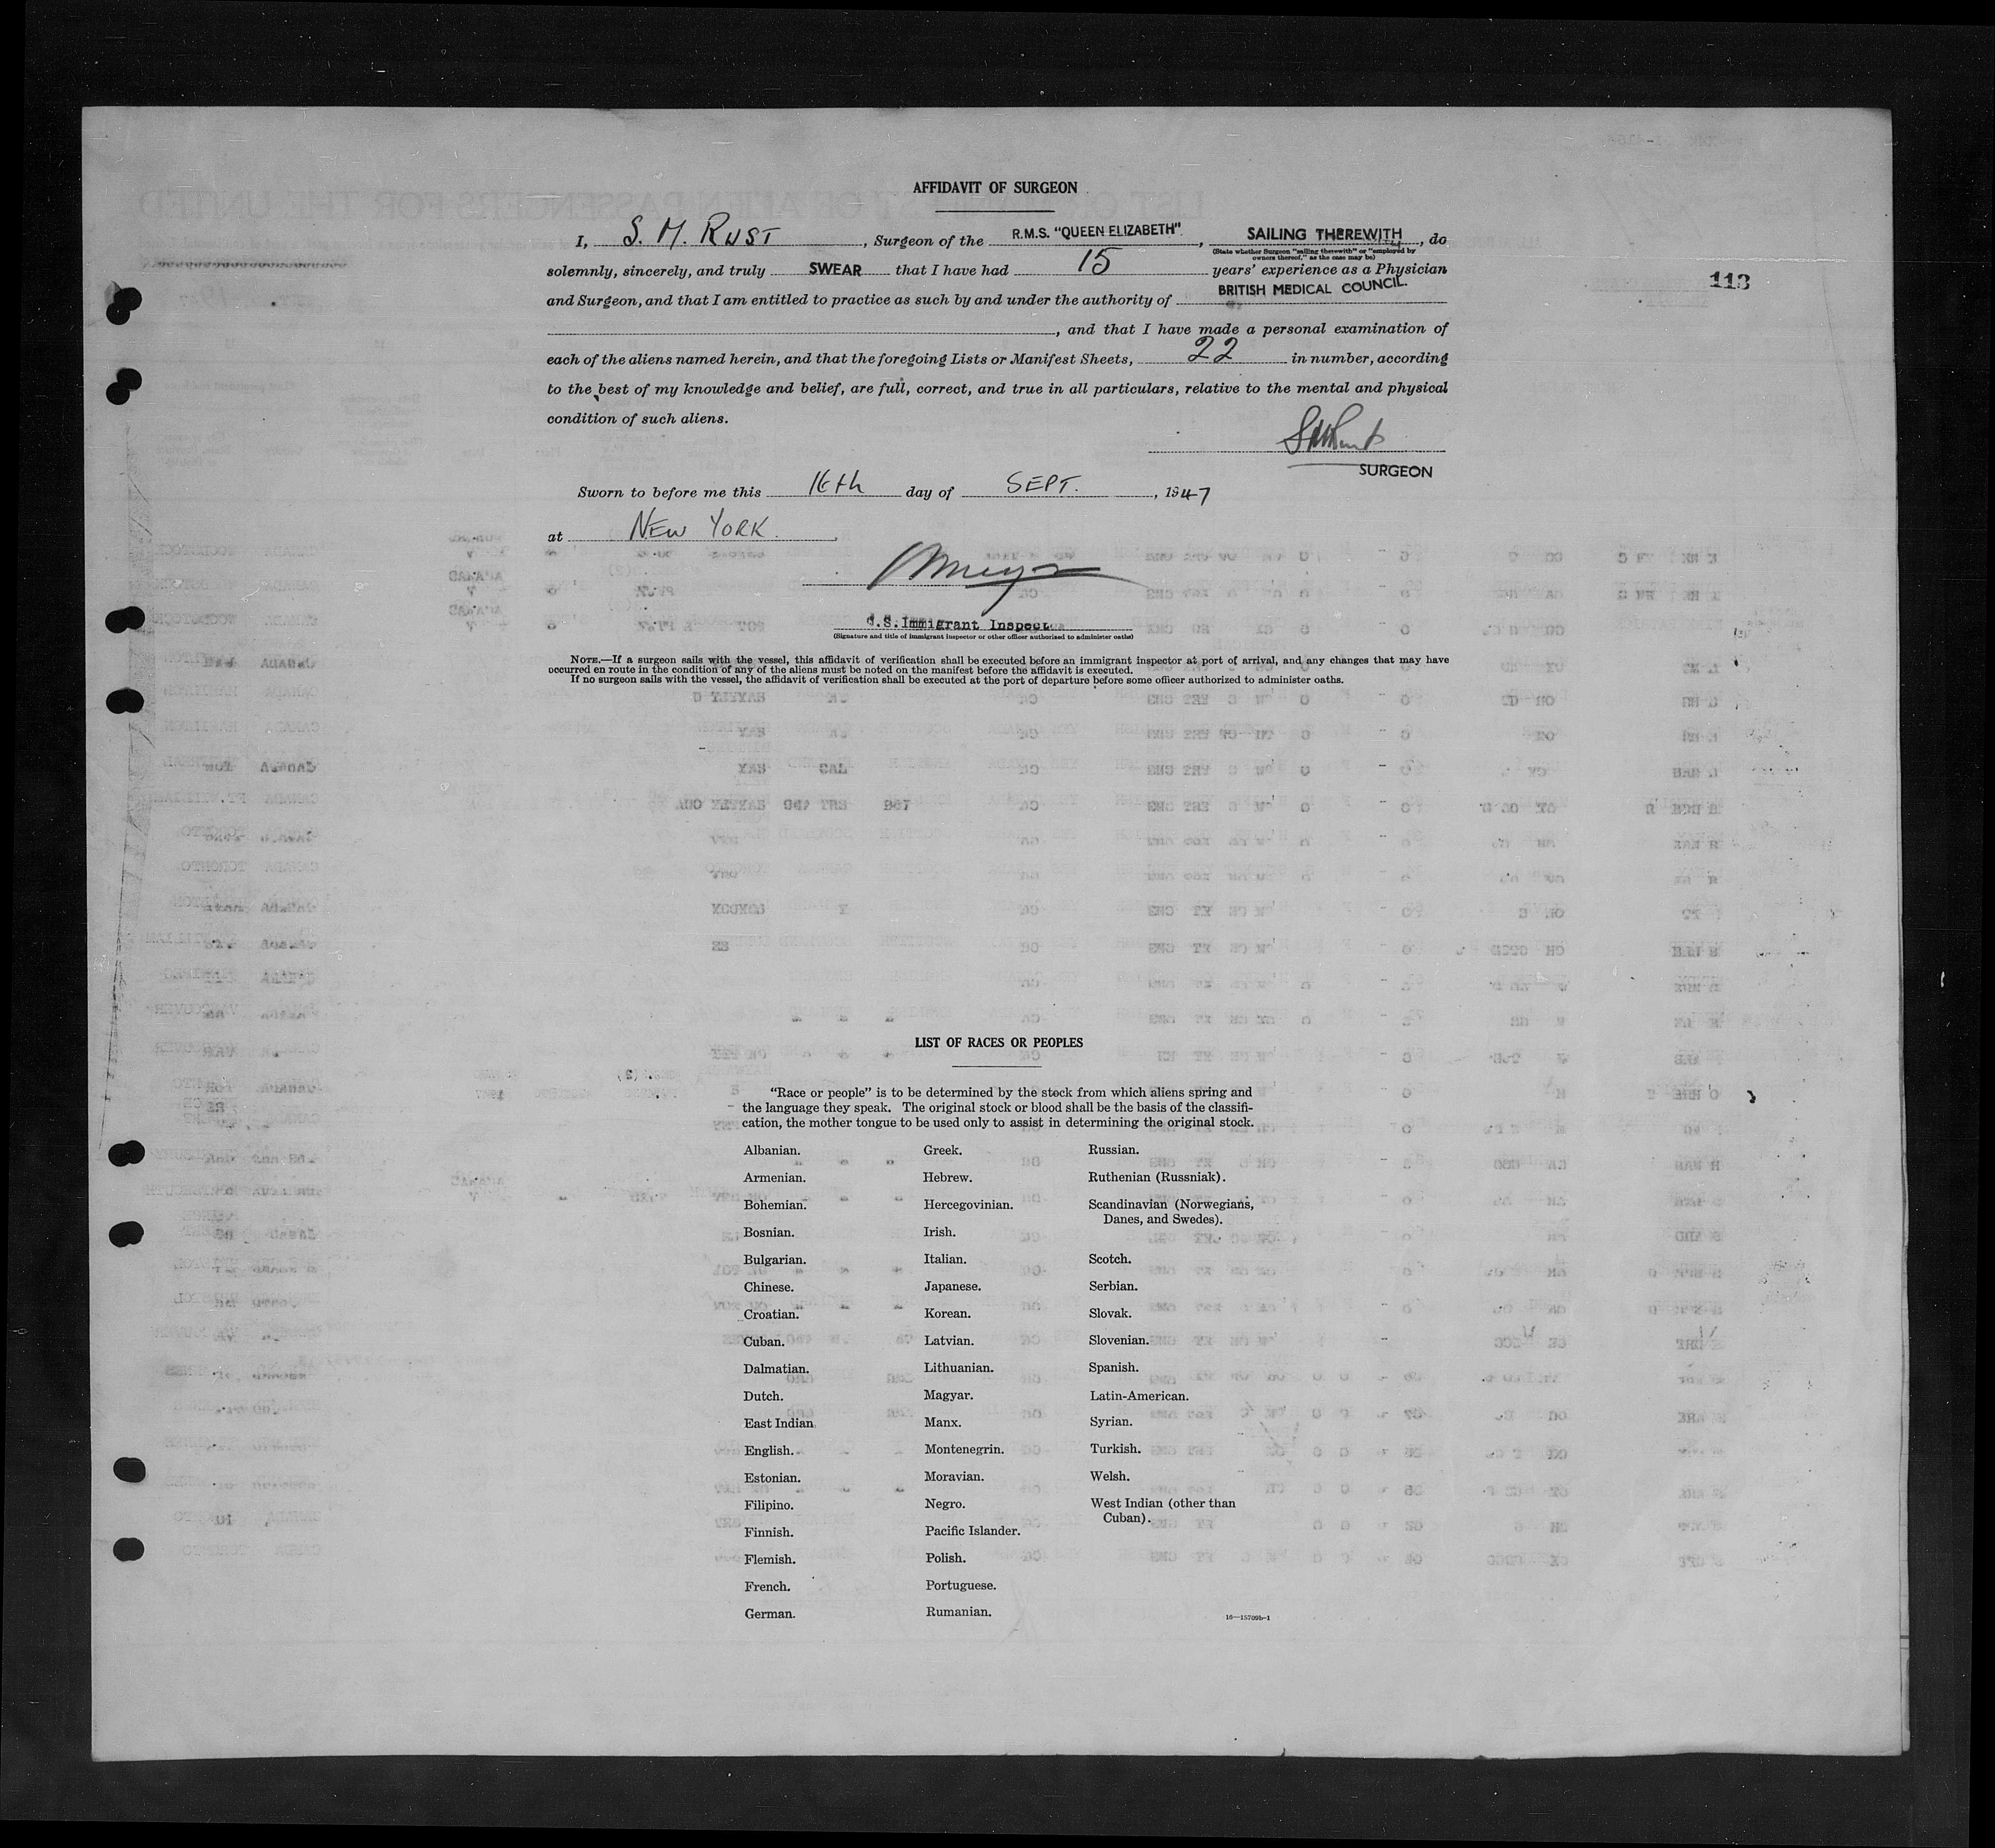 AFFIDAVIT OF SURGEON
I, S. M. RUST, Surgeon of the R.M.S. "QUEEN ELIZABETH", SAILING THEREWITH, do
(State whether Surgeon "sailing therewith" or "employed by
owners thereof," as the case may be)
solemnly, sincerely, and truly SWEAR that I have had 15 years' experience as a Physician
and Surgeon, and that I am entitled to practice as such by and under the authority of BRITISH MEDICAL COUNCIL.
, and that I have made a personal examination of
each of the aliens named herein, and that the foregoing Lists or Manifest Sheets, 22 in number, according
to the best of my knowledge and belief, are full, correct, and true in all particulars, relative to the mental and physical
condition of such aliens.
SURGEON
Sworn to before me this 16th day of SEPT., 1947
at NEW YORK.
U.S. Immigrant Inspector
(Signature and title of immigrant inspector or other officer authorized to administer oaths)
NOTE.—If a surgeon sails with the vessel, this affidavit of verification shall be executed before an immigrant inspector at port of arrival, and any changes that may have
occurred en route in the condition of any of the aliens must be noted on the manifest before the affidavit is executed.
If no surgeon sails with the vessel, the affidavit of verification shall be executed at the port of departure before some officer authorized to administer oaths.
113
LIST OF RACES OR PEOPLES
"Race or people" is to be determined by the stock from which aliens spring and
the language they speak. The original stock or blood shall be the basis of the classifi-
cation, the mother tongue to be used only to assist in determining the original stock.
Albanian.
Armenian.
Bohemian.
Bosnian.
Bulgarian.
Chinese.
Croatian.
Cuban.
Dalmatian.
Dutch.
East Indian
English.
Estonian.
Filipino.
Finnish.
Flemish.
French.
German.
Greek.
Hebrew.
Hercegovinian.
Irish.
Italian.
Japanese.
Korean.
Latvian.
Lithuanian.
Magyar.
Manx.
Montenegrin.
Moravian.
Negro.
Pacific Islander.
Polish.
Portuguese.
Rumanian.
Russian.
Ruthenian (Russniak).
Scandinavian (Norwegians,
Danes, and Swedes).
Scotch.
Serbian.
Slovak.
Slovenian.
Spanish.
Latin-American.
Syrian.
Turkish.
Welsh.
West Indian (other than
Cuban).
16—15709b-1